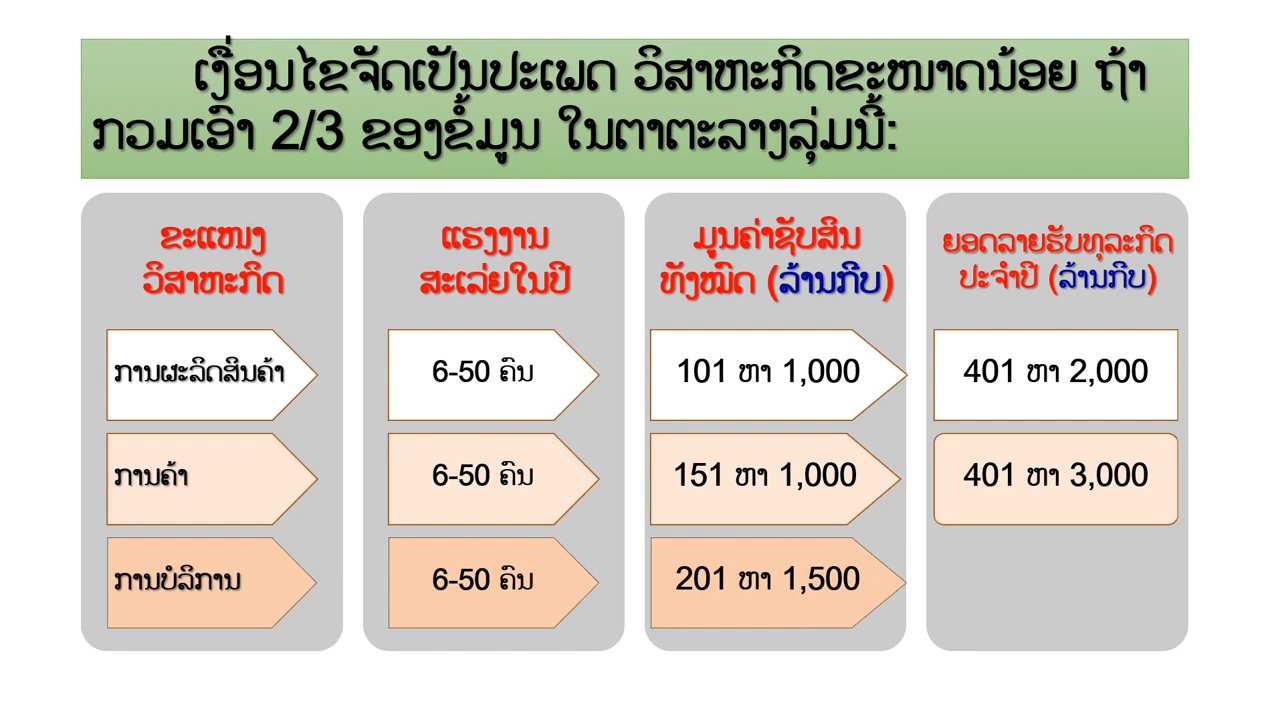 ເງື່ອນໄຂຈັດເປັນປະເພດ ວິສາຫະກິດຂະໜາດນ້ອຍ ຖ້າ
ກວມເອົາ 2/3 ຂອງຂໍ້ມູນ ໃນຕາຕະລາງລຸ່ມນີ້:
ຂະແໜງ
ວິສາຫະກິດ
ແຮງງານ
ສະເລ່ຍໃນປີ
ມູນຄ່າຊັບສິນ
ທັງໝົດ (ລ້ານກີບ)
ຍອດລາຍຮັບທຸລະກິດ
ປະຈຳປີ (ລ້ານກີບ)
ການຜະລິດສິນຄ້າ
6-50 ຄົນ
101 ຫາ 1,000
401 ຫາ 2,000
ການຄ້າ
6-50 ຄົນ
151 ຫາ 1,000
401 ຫາ 3,000
ການບໍລິການ
6-50 ຄົນ
201 ຫາ 1,500